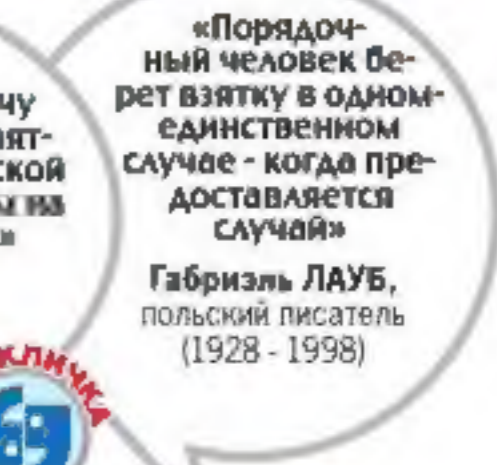 «Порядоч-
ный человек бе-
рет взятку в одном-
единственном
случае - когда пре-
доставляется
случай»
Габриэль ЛАУБ,
польский писатель
(1928 - 1998)